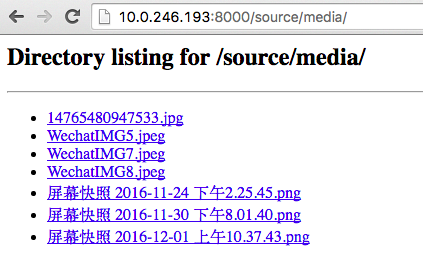 10.0.246.193:8000/source/media/
Directory listing for /source/media/
14765480947533.jpg
WechatIMG5.jpeg
WechatIMG7.jpeg
WechatIMG8.jpeg
屏幕快照 2016-11-24 下午2.25.45.png
屏幕快照 2016-11-30 下午8.01.40.png
屏幕快照 2016-12-01 上午10.37.43.png